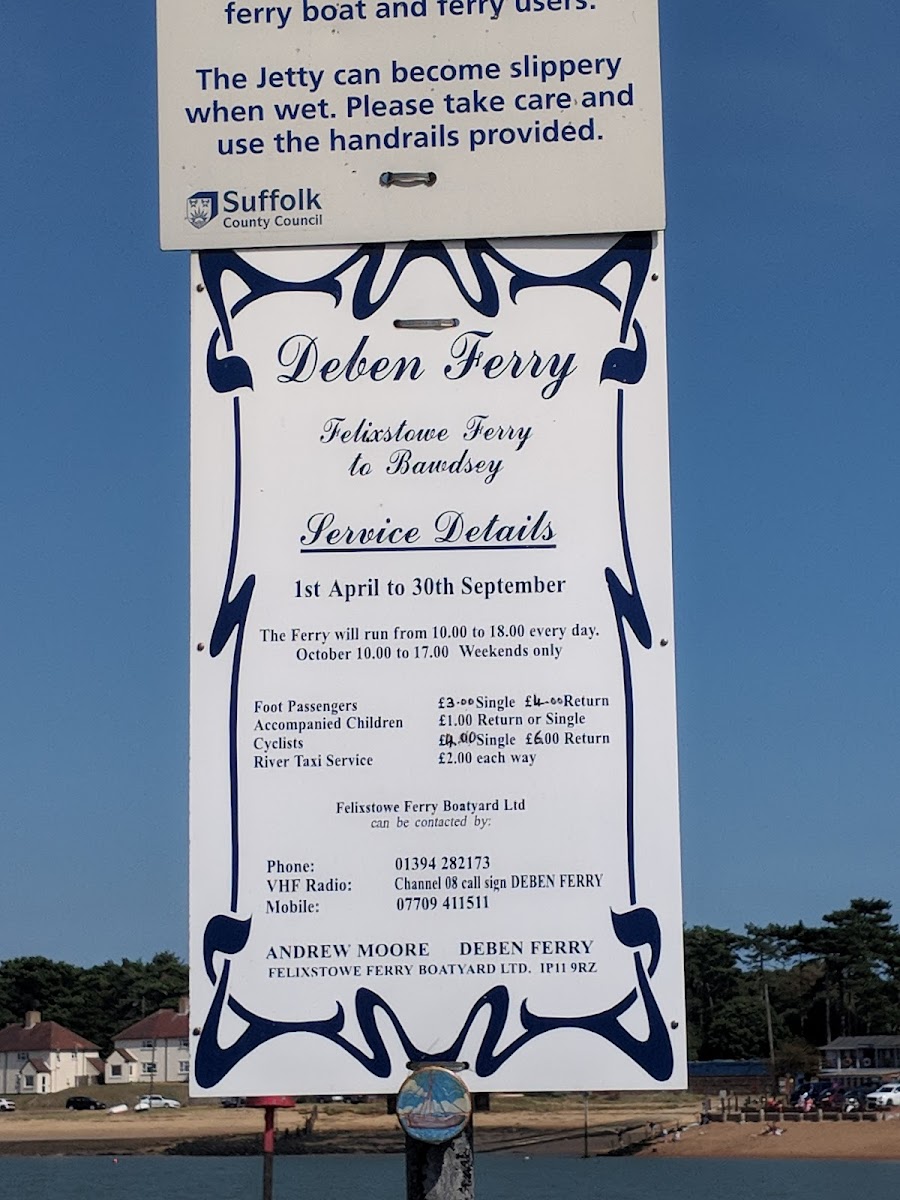 ferry boat and ferry users.
The Jetty can become slippery
when wet. Please take care and
use the handrails provided.
Suffolk
County Council
Deben Ferry
Felixstowe Ferry
to Bawdsey
Service Details
1st April to 30th September
The Ferry will run from 10.00 to 18.00 every day.
October 10.00 to 17.00 Weekends only
Foot Passengers £3.00 Single £4.00 Return
Accompanied Children £1.00 Return or Single
Cyclists £4.00 Single £6.00 Return
River Taxi Service £2.00 each way
Felixstowe Ferry Boatyard Ltd
can be contacted by:
Phone: 01394 282173
VHF Radio: Channel 08 call sign DEBEN FERRY
Mobile: 07709 411511
ANDREW MOORE DEBEN FERRY
FELIXSTOWE FERRY BOATYARD LTD. IP11 9RZ